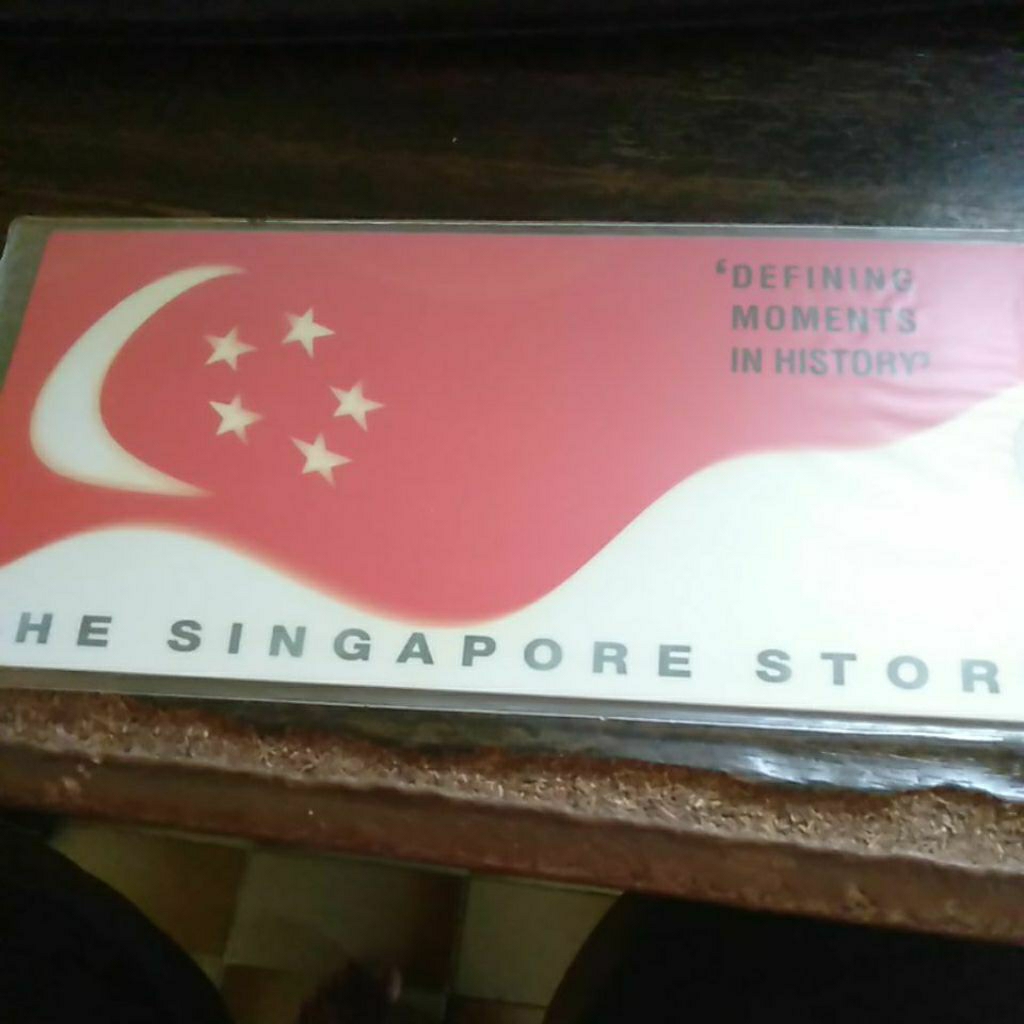 ‘DEFINING
MOMENTS
IN HISTORY’
HE SINGAPORE STOR